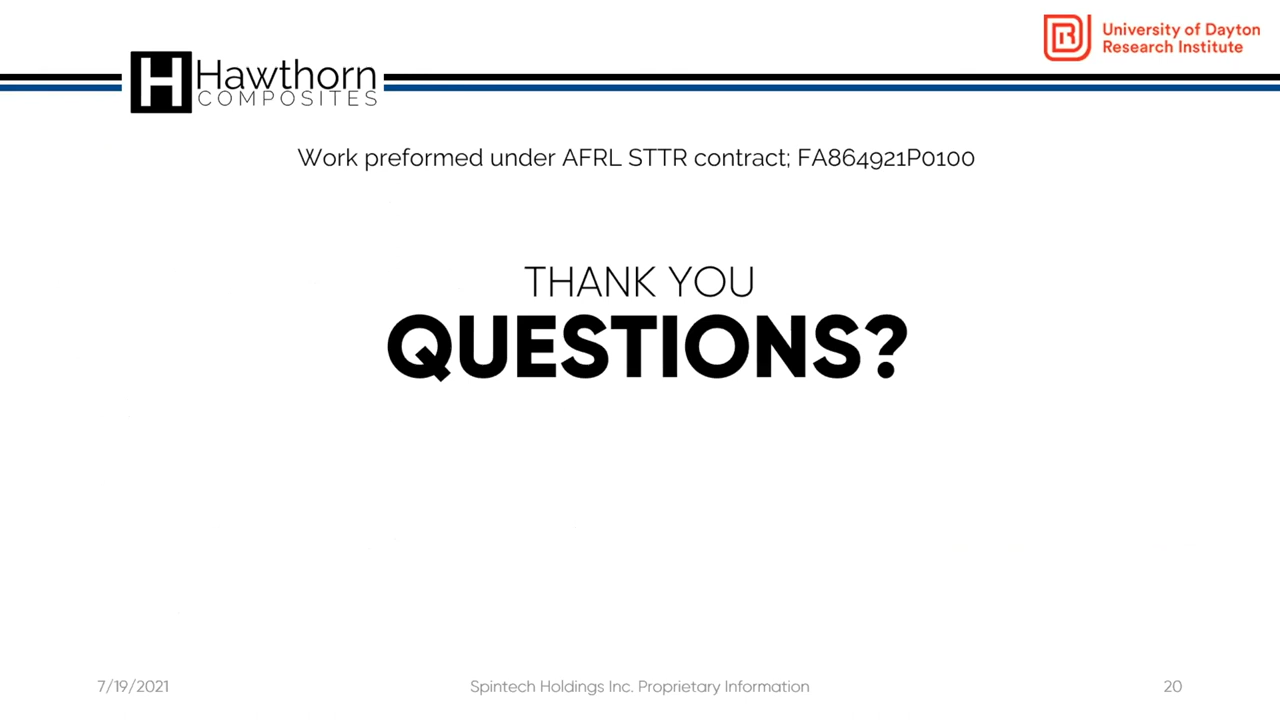 University of Dayton
Research Institute
H Hawthorn
COMPOSITES
Work preformed under AFRL STTR contract; FA864921P0100
THANK YOU
QUESTIONS?
7/19/2021
Spintech Holdings Inc. Proprietary Information
20